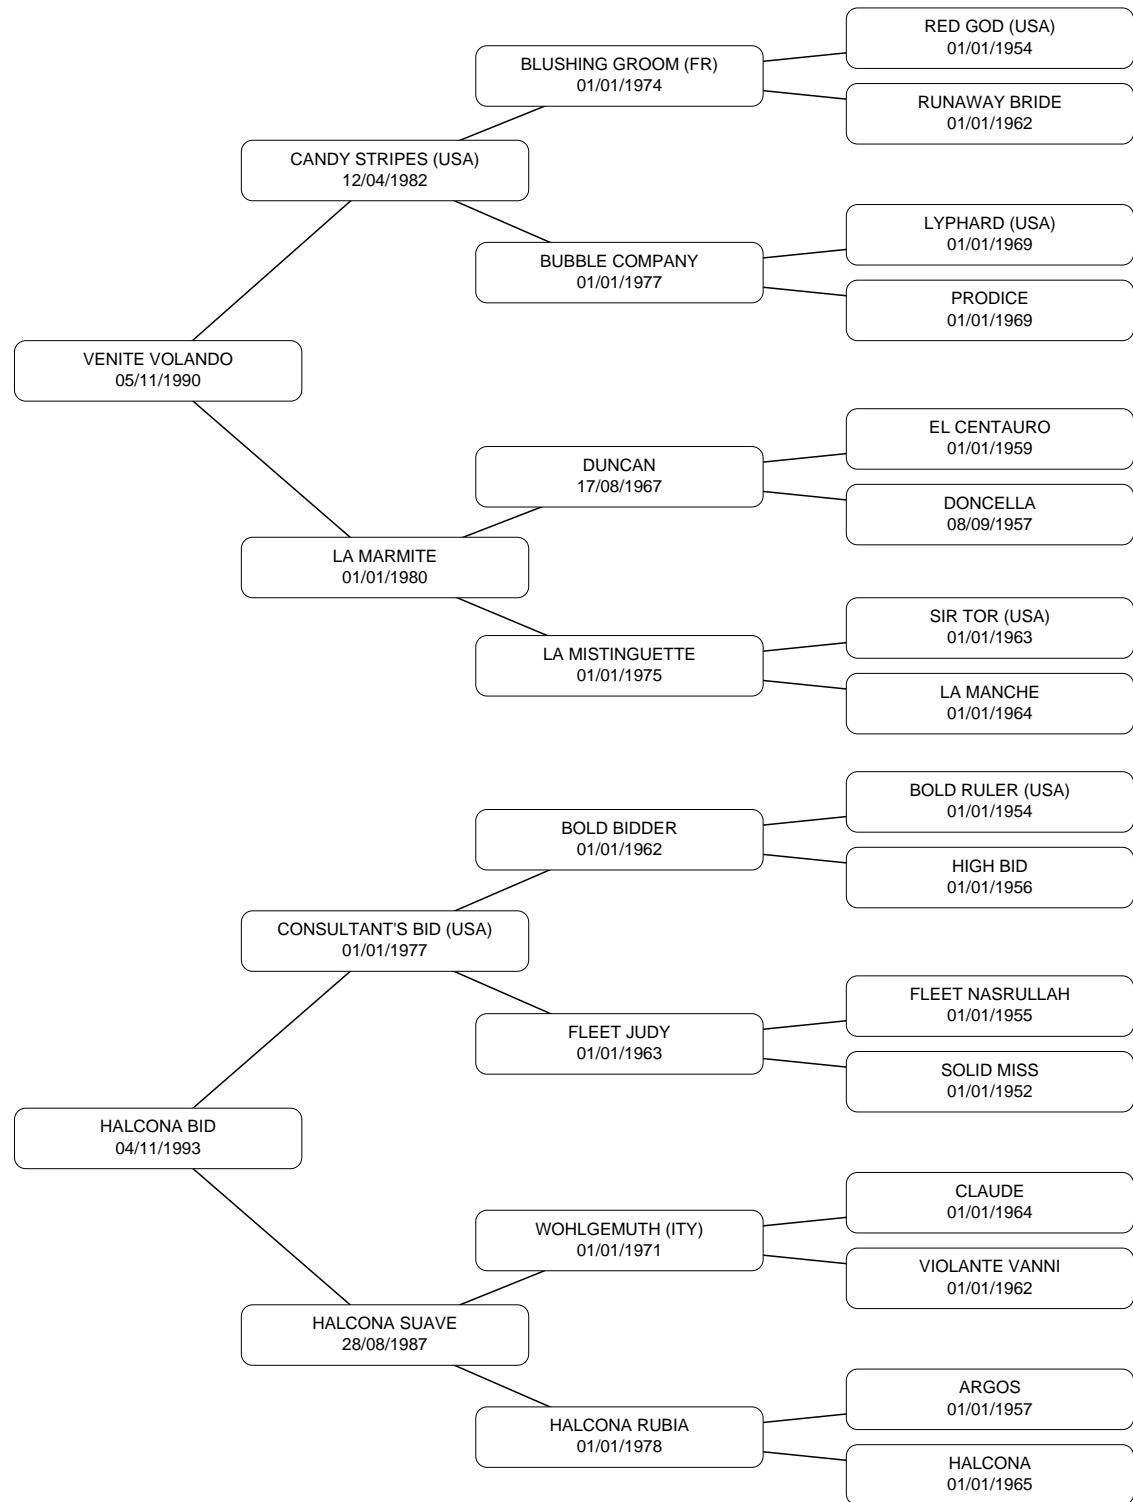 RED GOD (USA)
01/01/1954
BLUSHING GROOM (FR)
01/01/1974
RUNAWAY BRIDE
01/01/1962
CANDY STRIPES (USA)
12/04/1982
LYPHARD (USA)
01/01/1969
BUBBLE COMPANY
01/01/1977
PRODICE
01/01/1969
VENITE VOLANDO
05/11/1990
EL CENTAURO
01/01/1959
DUNCAN
17/08/1967
DONCELLA
08/09/1957
LA MARMITE
01/01/1980
SIR TOR (USA)
01/01/1963
LA MISTINGUETTE
01/01/1975
LA MANCHE
01/01/1964
BOLD RULER (USA)
01/01/1954
BOLD BIDDER
01/01/1962
HIGH BID
01/01/1956
CONSULTANT'S BID (USA)
01/01/1977
FLEET NASRULLAH
01/01/1955
FLEET JUDY
01/01/1963
SOLID MISS
01/01/1952
HALCONA BID
04/11/1993
CLAUDE
01/01/1964
WOHLGEMUTH (ITY)
01/01/1971
VIOLANTE VANNI
01/01/1962
HALCONA SUAVE
28/08/1987
ARGOS
01/01/1957
HALCONA RUBIA
01/01/1978
HALCONA
01/01/1965